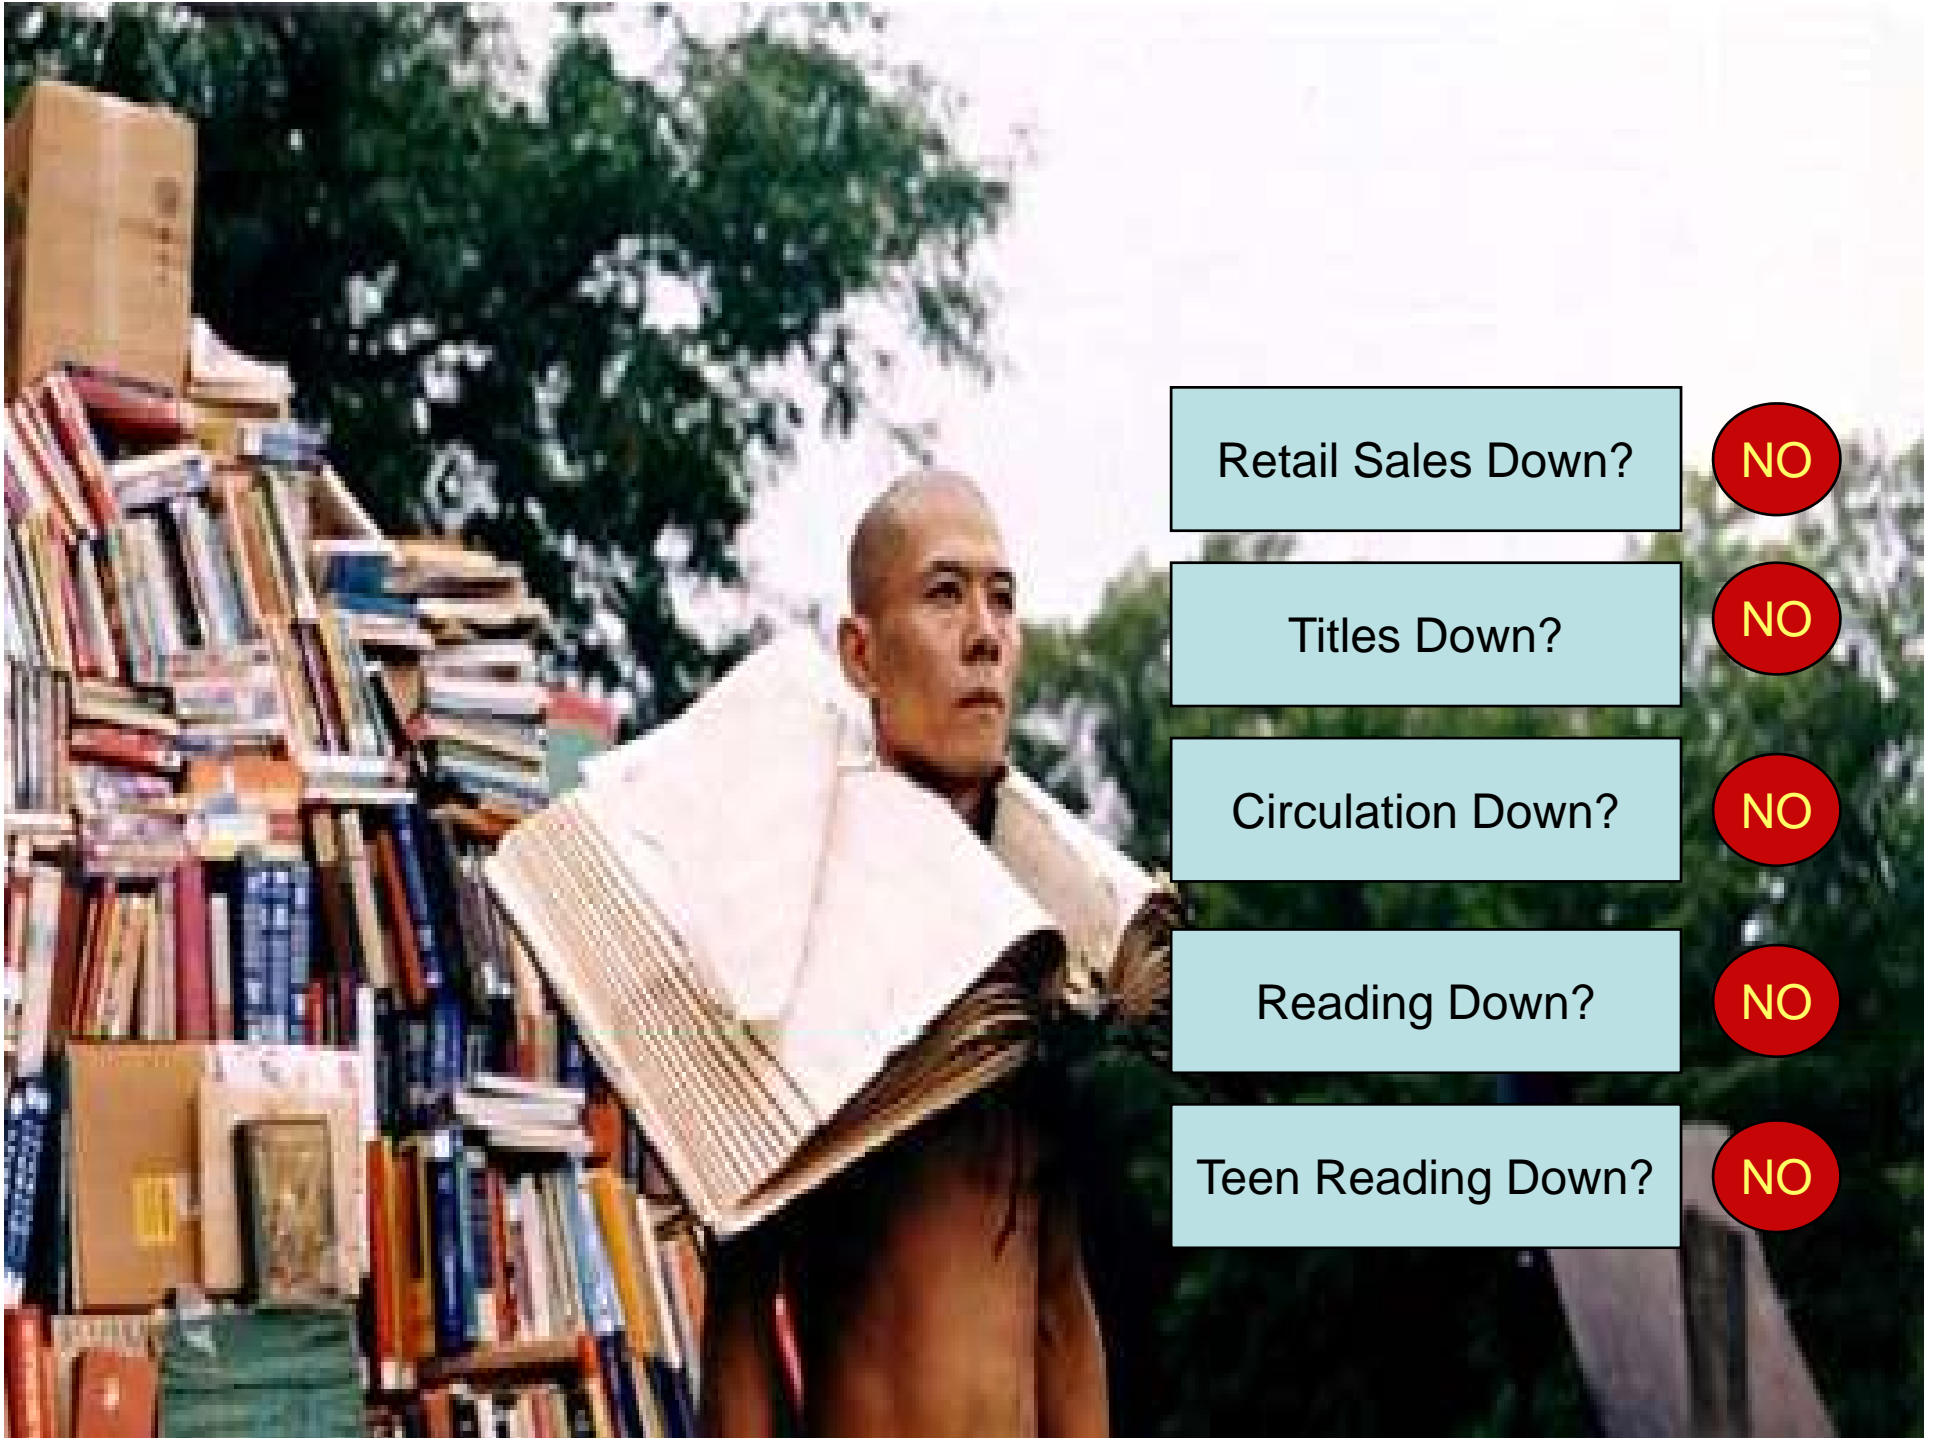 Retail Sales Down? NO
Titles Down? NO
Circulation Down? NO
Reading Down? NO
Teen Reading Down? NO